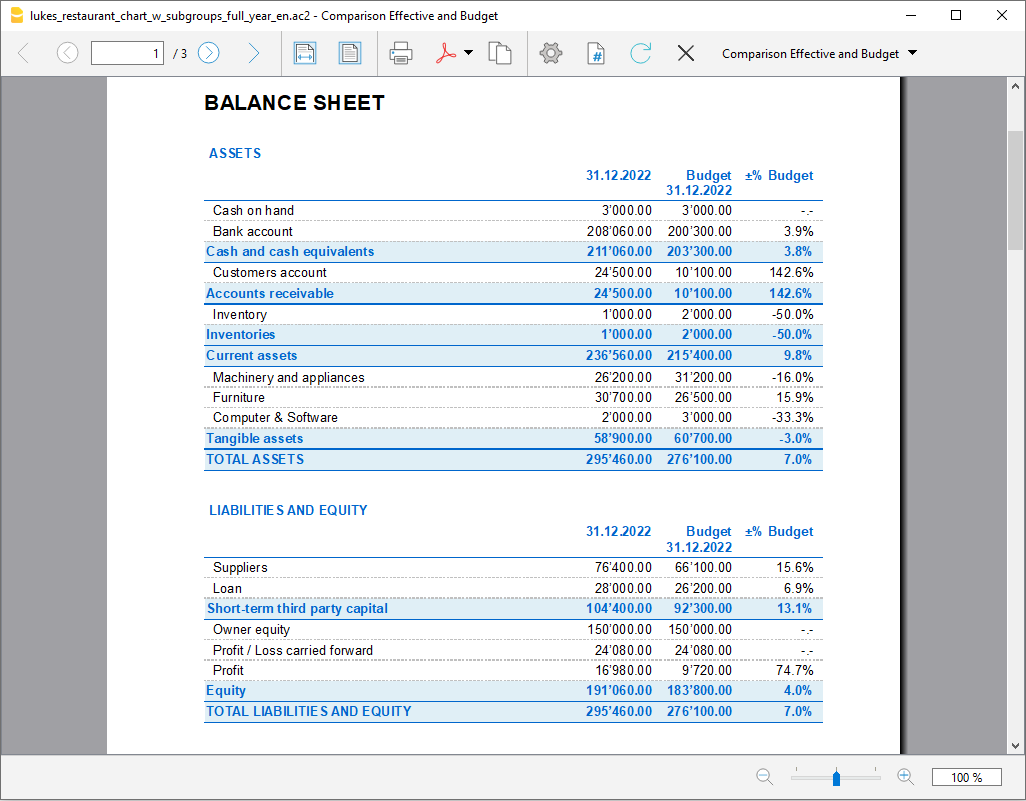 lukes_restaurant_chart_w_subgroups_full_year_en.ac2 - Comparison Effective and Budget
1 / 3 Comparison Effective and Budget
BALANCE SHEET
ASSETS
31.12.2022 Budget ±% Budget
31.12.2022
Cash on hand 3’000.00 3’000.00 -.-
Bank account 208’060.00 200’300.00 3.9%
Cash and cash equivalents 211’060.00 203’300.00 3.8%
Customers account 24’500.00 10’100.00 142.6%
Accounts receivable 24’500.00 10’100.00 142.6%
Inventory 1’000.00 2’000.00 -50.0%
Inventories 1’000.00 2’000.00 -50.0%
Current assets 236’560.00 215’400.00 9.8%
Machinery and appliances 26’200.00 31’200.00 -16.0%
Furniture 30’700.00 26’500.00 15.9%
Computer & Software 2’000.00 3’000.00 -33.3%
Tangible assets 58’900.00 60’700.00 -3.0%
TOTAL ASSETS 295’460.00 276’100.00 7.0%
LIABILITIES AND EQUITY
31.12.2022 Budget ±% Budget
31.12.2022
Suppliers 76’400.00 66’100.00 15.6%
Loan 28’000.00 26’200.00 6.9%
Short-term third party capital 104’400.00 92’300.00 13.1%
Owner equity 150’000.00 150’000.00 -.-
Profit / Loss carried forward 24’080.00 24’080.00 -.-
Profit 16’980.00 9’720.00 74.7%
Equity 191’060.00 183’800.00 4.0%
TOTAL LIABILITIES AND EQUITY 295’460.00 276’100.00 7.0%
100 %